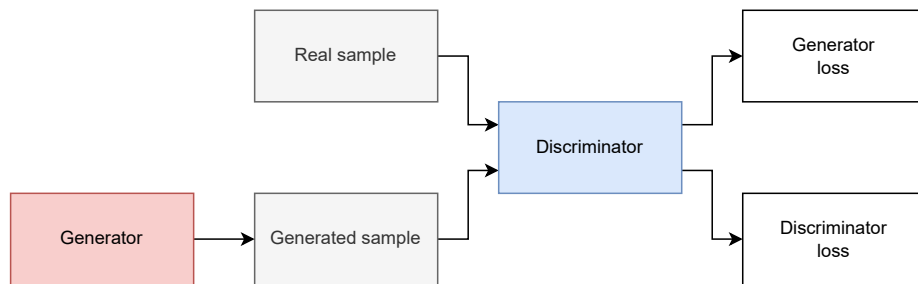 Real sample
Generator
loss
Discriminator
Generator
Generated sample
Discriminator
loss